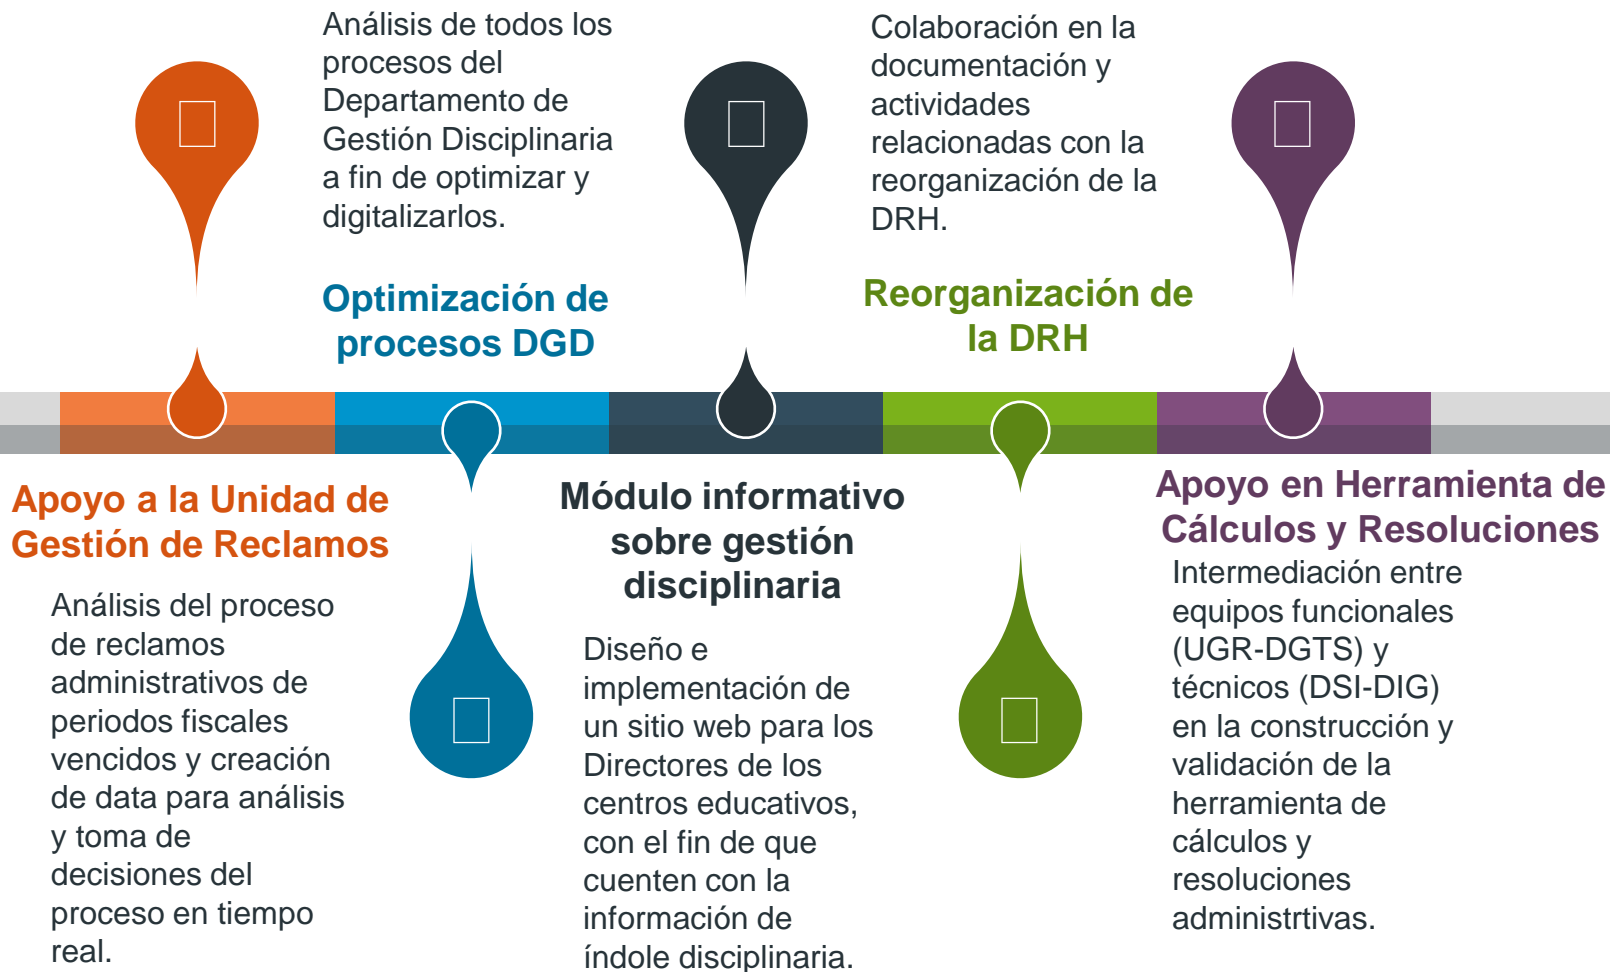 Análisis de todos los
procesos del
Departamento de
Gestión Disciplinaria
a fin de optimizar y
digitalizarlos.
Optimización de
procesos DGD
Colaboración en la
documentación y
actividades
relacionadas con la
reorganización de la
DRH.
Reorganización de
la DRH
Apoyo a la Unidad de
Gestión de Reclamos
Análisis del proceso
de reclamos
administrativos de
periodos fiscales
vencidos y creación
de data para análisis
y toma de
decisiones del
proceso en tiempo
real.
Módulo informativo
sobre gestión
disciplinaria
Diseño e
implementación de
un sitio web para los
Directores de los
centros educativos,
con el fin de que
cuenten con la
información de
índole disciplinaria.
Apoyo en Herramienta de
Cálculos y Resoluciones
Intermediación entre
equipos funcionales
(UGR-DGTS) y
técnicos (DSI-DIG)
en la construcción y
validación de la
herramienta de
cálculos y
resoluciones
administrtivas.